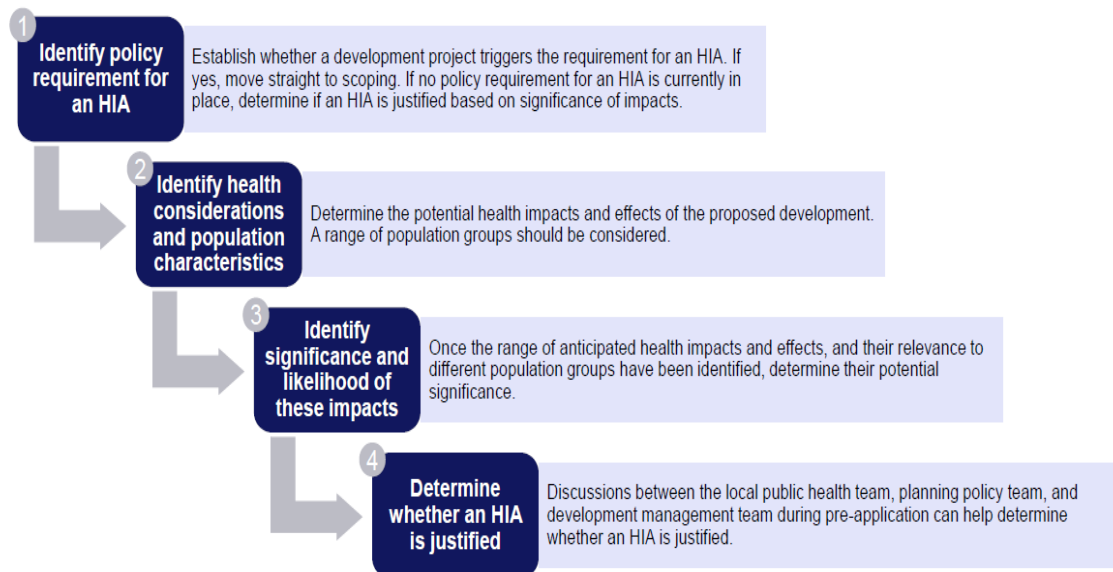 1
Identify policy
requirement for
an HIA
Establish whether a development project triggers the requirement for an HIA. If
yes, move straight to scoping. If no policy requirement for an HIA is currently in
place, determine if an HIA is justified based on significance of impacts.
2
Identify health
considerations
and population
characteristics
Determine the potential health impacts and effects of the proposed development.
A range of population groups should be considered.
3
Identify
significance and
likelihood of
these impacts
Once the range of anticipated health impacts and effects, and their relevance to
different population groups have been identified, determine their potential
significance.
4
Determine
whether an HIA
is justified
Discussions between the local public health team, planning policy team, and
development management team during pre-application can help determine
whether an HIA is justified.